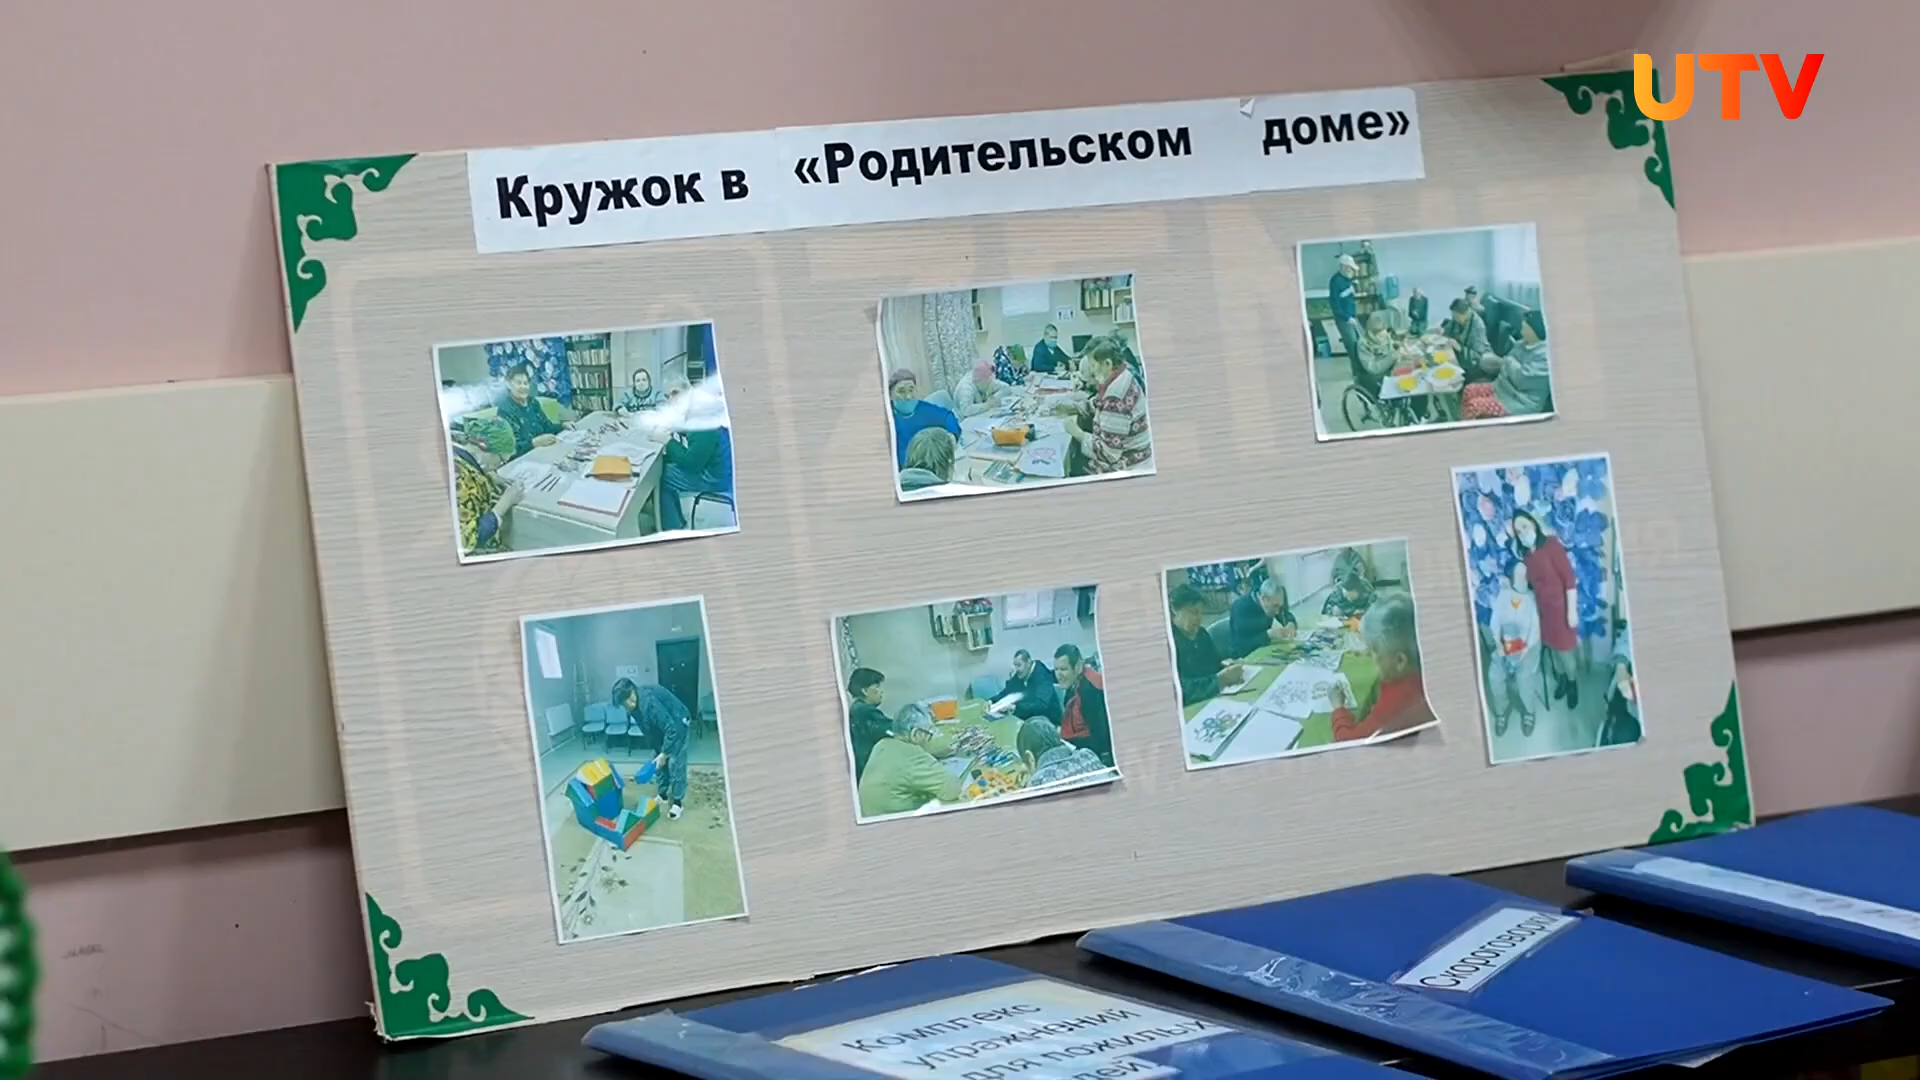 UTV
Кружок в «Родительском доме»
Скороговорки
Комплекс
упражнений
для пожилых